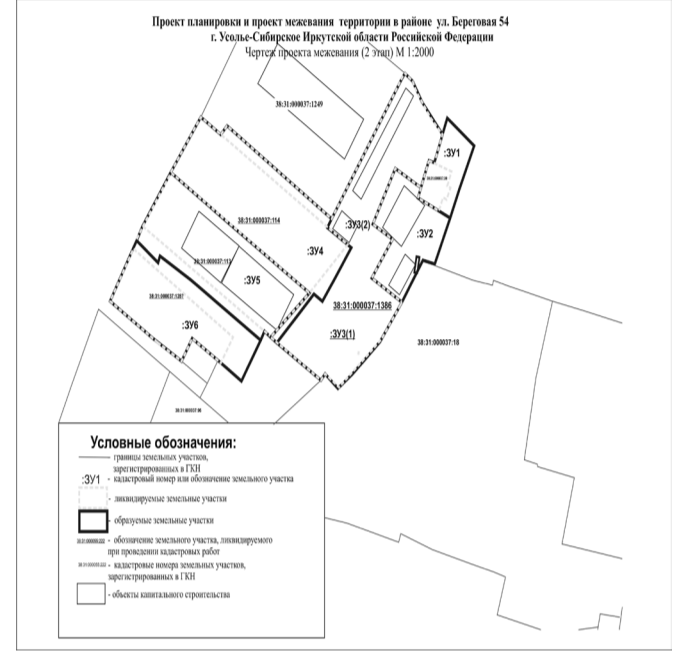 Проект планировки и проект межевания территории в районе ул. Береговая 54
г. Усолье-Сибирское Иркутской области Российской Федерации
Чертеж проекта межевания (2 этап) М 1:2000
38:31:000037:1249
:ЗУ1
:ЗУ3(2)
38:31:000037:114
:ЗУ2
:ЗУ4
38:31:000037:113
:ЗУ5
38:31:000037:1386
:ЗУ6
:ЗУ3(1)
38:31:000037:18
Условные обозначения:
границы земельных участков,
зарегистрированных в ГКН
:ЗУ1 - кадастровый номер или обозначение земельного участка
- ликвидируемые земельные участки
- образуемые земельные участки
- обозначение земельного участка, ликвидируемого
при проведении кадастровых работ
- кадастровые номера земельных участков,
зарегистрированных в ГКН
- объекты капитального строительства